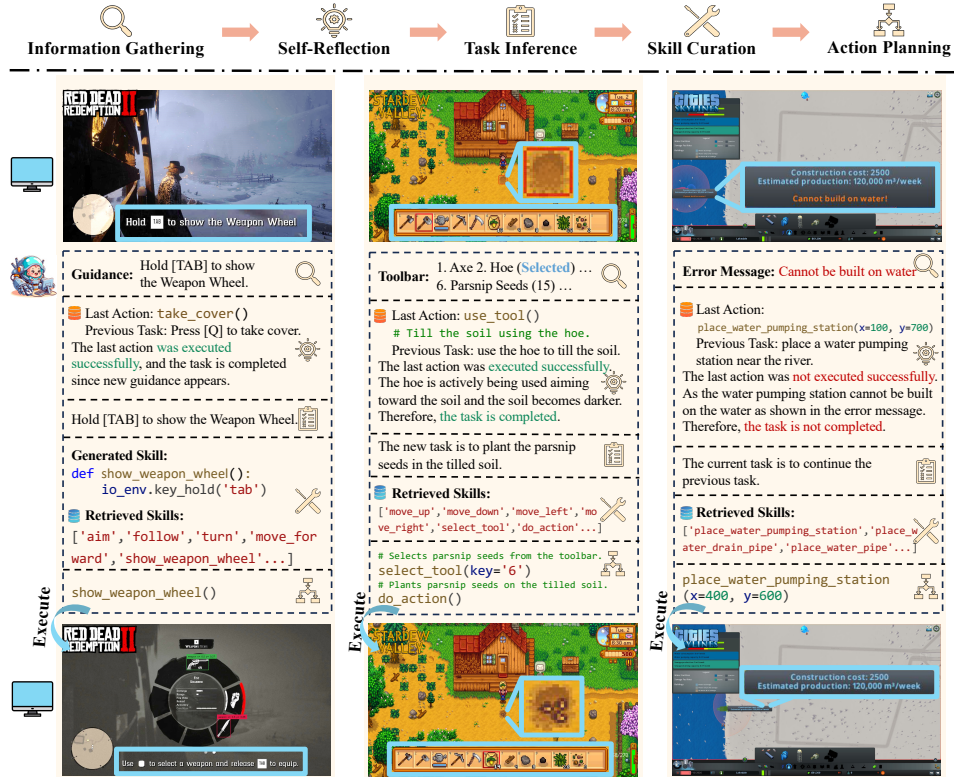 Information Gathering
Self-Reflection
Task Inference
Skill Curation
Action Planning
RED DEAD
REDEMPTION II
Hold TAB to show the Weapon Wheel
Guidance: Hold [TAB] to show
the Weapon Wheel.
Last Action: take_cover()
Previous Task: Press [Q] to take cover.
The last action was executed
successfully, and the task is completed
since new guidance appears.
Hold [TAB] to show the Weapon Wheel.
Generated Skill:
def show_weapon_wheel():
io_env.key_hold('tab')
Retrieved Skills:
['aim','follow','turn','move_for
ward','show_weapon_wheel'...]
show_weapon_wheel()
Execute
RED DEAD
REDEMPTION II
Use to select a weapon and release TAB to equip.
STARDEW
VALLEY
Toolbar: 1. Axe 2. Hoe (Selected) …
6. Parsnip Seeds (15) …
Last Action: use_tool()
# Till the soil using the hoe.
Previous Task: use the hoe to till the soil.
The last action was executed successfully.
The hoe is actively being used aiming
toward the soil and the soil becomes darker.
Therefore, the task is completed.
The new task is to plant the parsnip
seeds in the tilled soil.
Retrieved Skills:
['move_up','move_down','move_left','mo
ve_right','select_tool','do_action'...]
# Selects parsnip seeds from the toolbar.
select_tool(key='6')
# Plants parsnip seeds on the tilled soil.
do_action()
Execute
STARDEW
VALLEY
CITIES
SKYLINES
Construction cost: 2500
Estimated production: 120,000 m³/week
Cannot build on water!
Error Message: Cannot be built on water
Last Action:
place_water_pumping_station(x=100, y=700)
Previous Task: place a water pumping
station near the river.
The last action was not executed successfully.
As the water pumping station cannot be built
on the water as shown in the error message.
Therefore, the task is not completed.
The current task is to continue the
previous task.
Retrieved Skills:
['place_water_pumping_station','place_w
ater_drain_pipe','place_water_pipe'...]
place_water_pumping_station
(x=400, y=600)
Execute
CITIES
SKYLINES
Construction cost: 2500
Estimated production: 120,000 m³/week